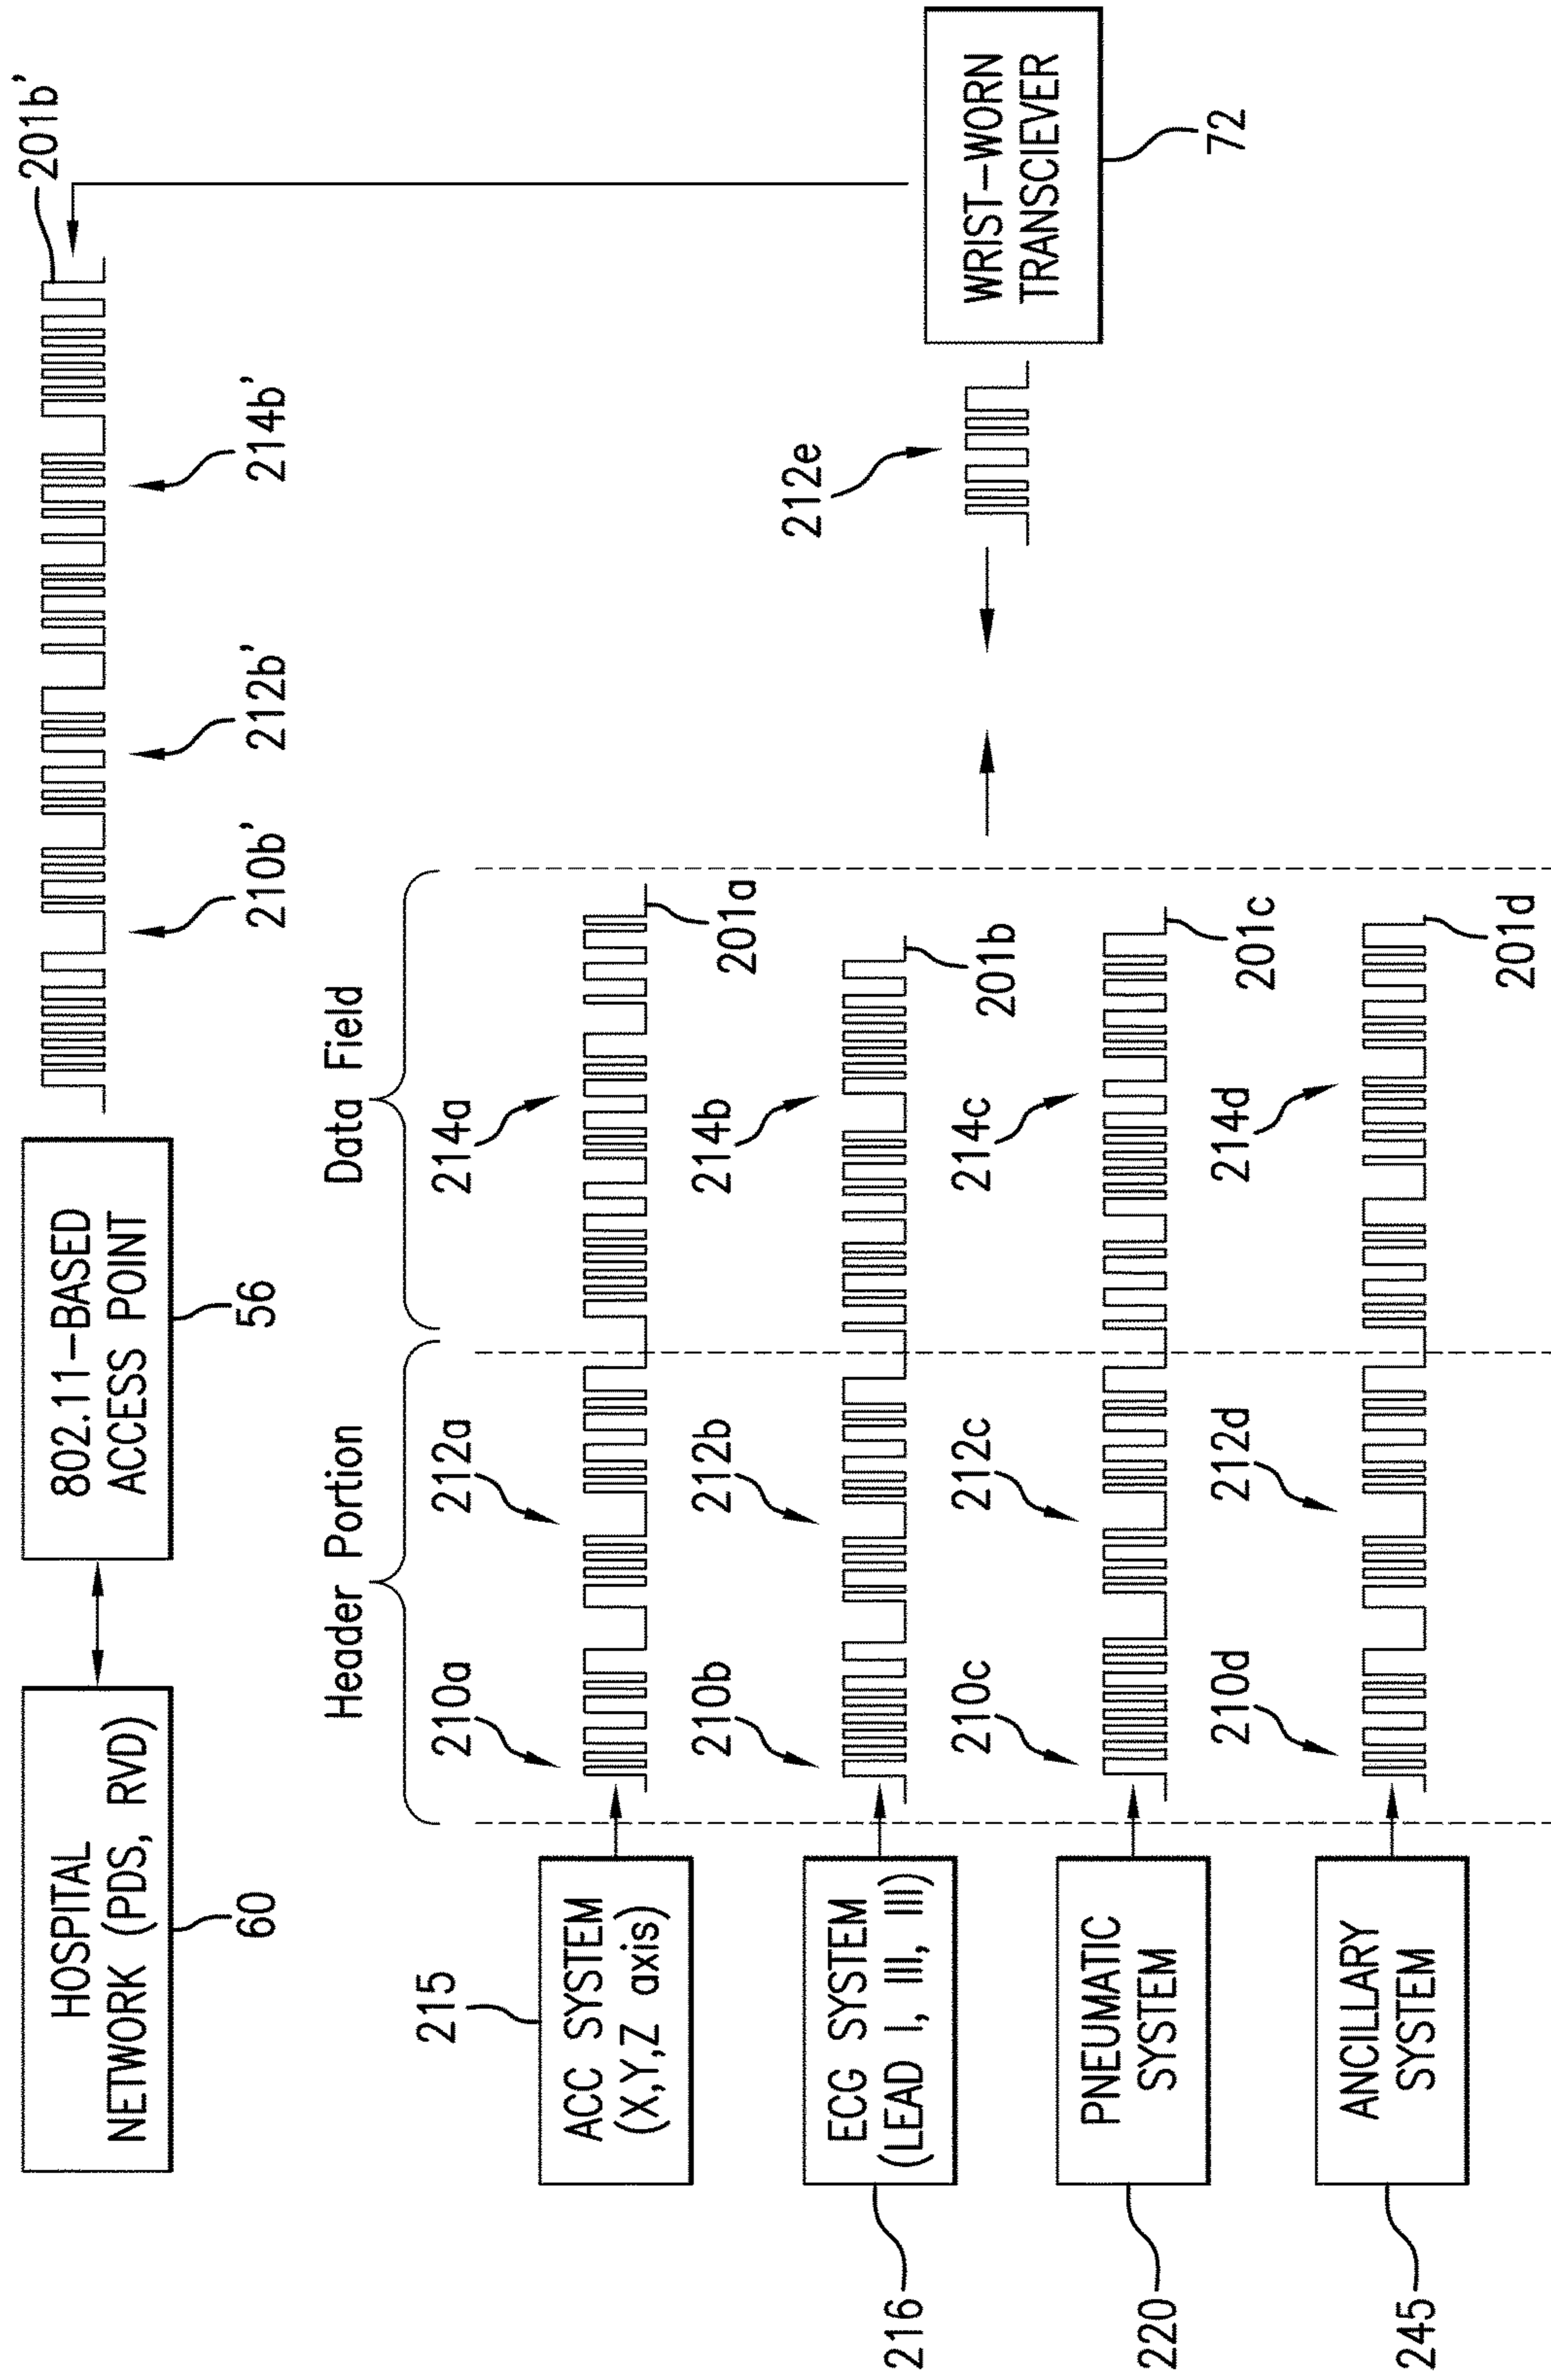 HOSPITAL
NETWORK (PDS, RVD)
60
802.11-BASED
ACCESS POINT
56
201b'
210b'
212b'
214b'
Header Portion
Data Field
215
ACC SYSTEM
(X,Y,Z axis)
210a
212a
214a
201a
216
ECG SYSTEM
(LEAD I, III, III)
210b
212b
214b
201b
220
PNEUMATIC
SYSTEM
210c
212c
214c
201c
245
ANCILLARY
SYSTEM
210d
212d
214d
201d
212e
WRIST-WORN
TRANSCIEVER
72